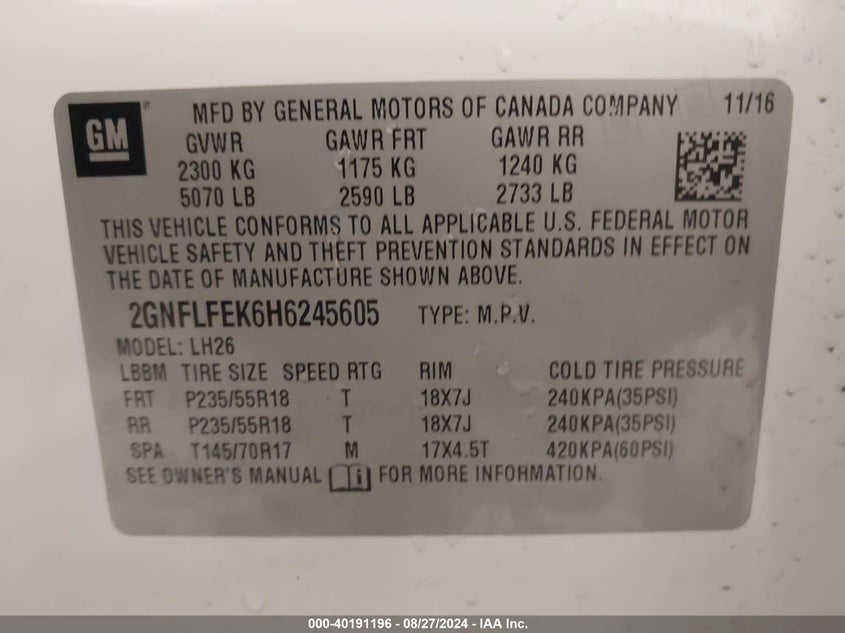 GM ® MFD BY GENERAL MOTORS OF CANADA COMPANY 11/16
GVWR GAWR FRT GAWR RR
2300 KG 1175 KG 1240 KG
5070 LB 2590 LB 2733 LB
THIS VEHICLE CONFORMS TO ALL APPLICABLE U.S. FEDERAL MOTOR
VEHICLE SAFETY AND THEFT PREVENTION STANDARDS IN EFFECT ON
THE DATE OF MANUFACTURE SHOWN ABOVE.
2GNFLFEK6H6245605 TYPE: M.P.V.
MODEL: LH26
LBBM TIRE SIZE SPEED RTG RIM COLD TIRE PRESSURE
FRT P235/55R18 T 18X7J 240KPA(35PSI)
RR P235/55R18 T 18X7J 240KPA(35PSI)
SPA T145/70R17 M 17X4.5T 420KPA(60PSI)
SEE OWNER'S MANUAL i FOR MORE INFORMATION.
000-40191196 - 08/27/2024 - IAA Inc.